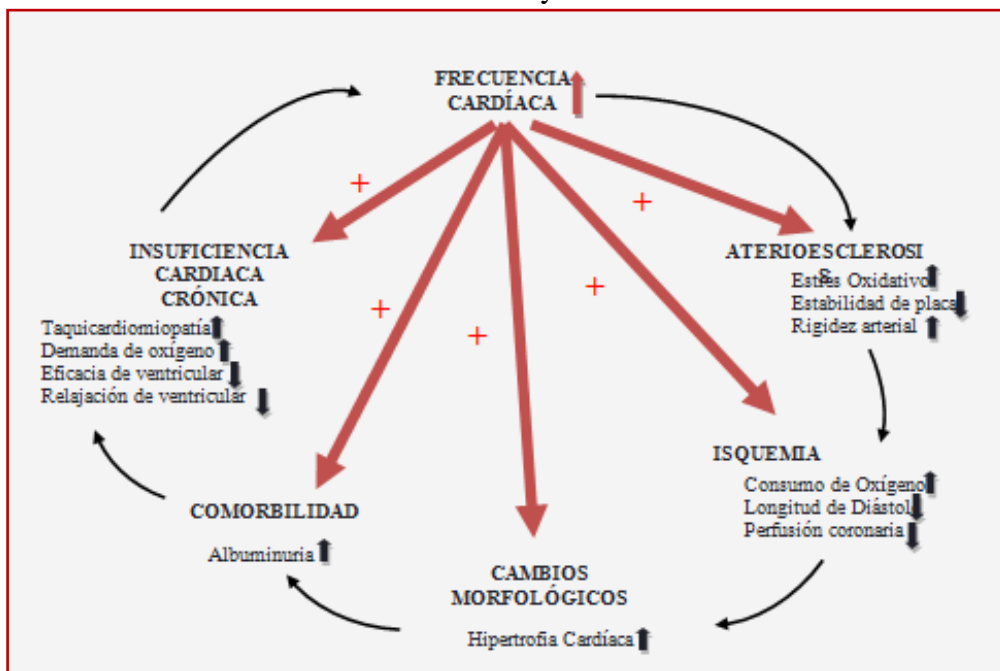 FRECUENCIA
CARDÍACA
+
+
+
+
+
INSUFICIENCIA
CARDIACA
CRÓNICA
Taquicardiomiopatía
Demanda de oxígeno
Eficacia de ventricular
Relajación de ventricular
ATERIOESCLEROSI
S
Estres Oxidativo
Estabilidad de placa
Rigidez arterial
ISQUEMIA
Consumo de Oxígeno
Longitud de Diástol
Perfusión coronaria
COMORBILIDAD
Albuminuria
CAMBIOS
MORFOLÓGICOS
Hipertrofia Cardíaca